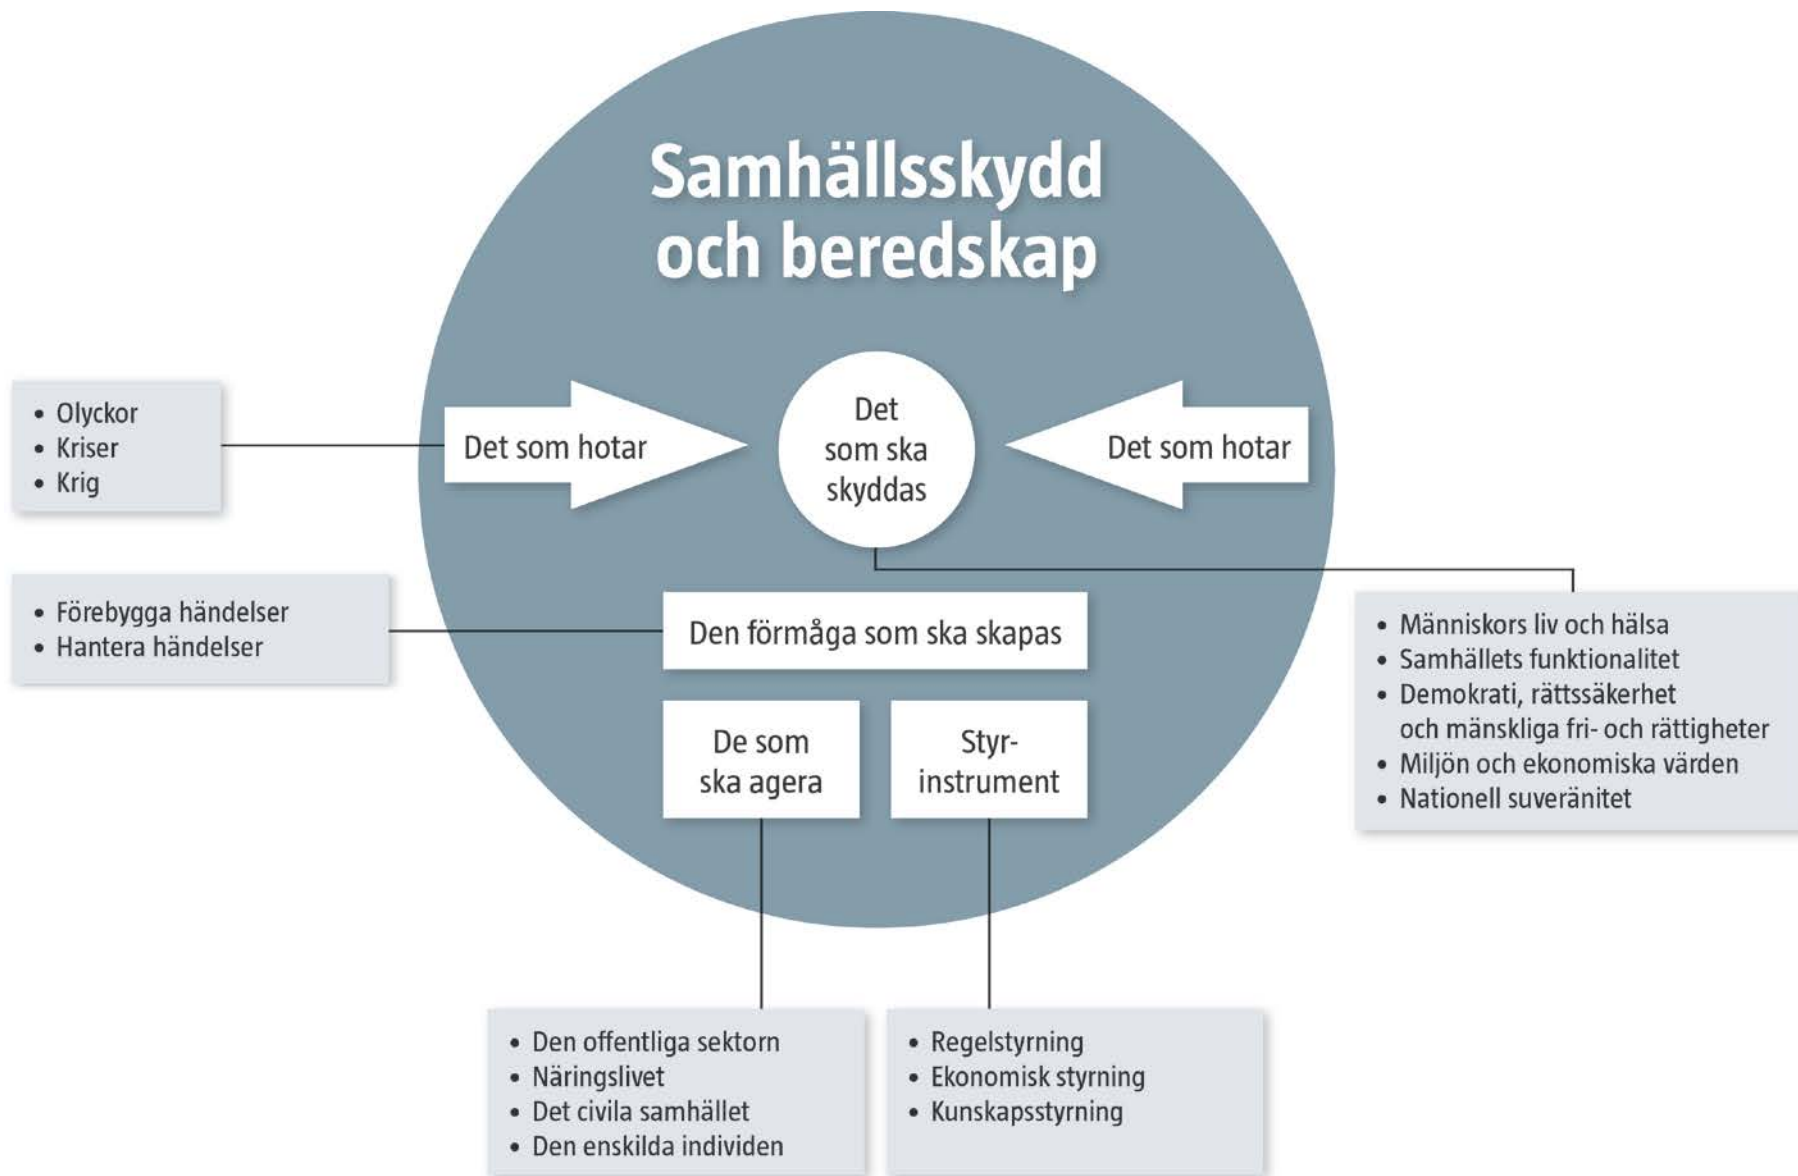 Samhällsskydd
och beredskap
• Olyckor
• Kriser
• Krig
Det som hotar
Det
som ska
skyddas
Det som hotar
• Förebygga händelser
• Hantera händelser
Den förmåga som ska skapas
• Människors liv och hälsa
• Samhällets funktionalitet
• Demokrati, rättssäkerhet
och mänskliga fri- och rättigheter
• Miljön och ekonomiska värden
• Nationell suveränitet
De som
ska agera
Styr-
instrument
• Den offentliga sektorn
• Näringslivet
• Det civila samhället
• Den enskilda individen
• Regelstyrning
• Ekonomisk styrning
• Kunskapsstyrning